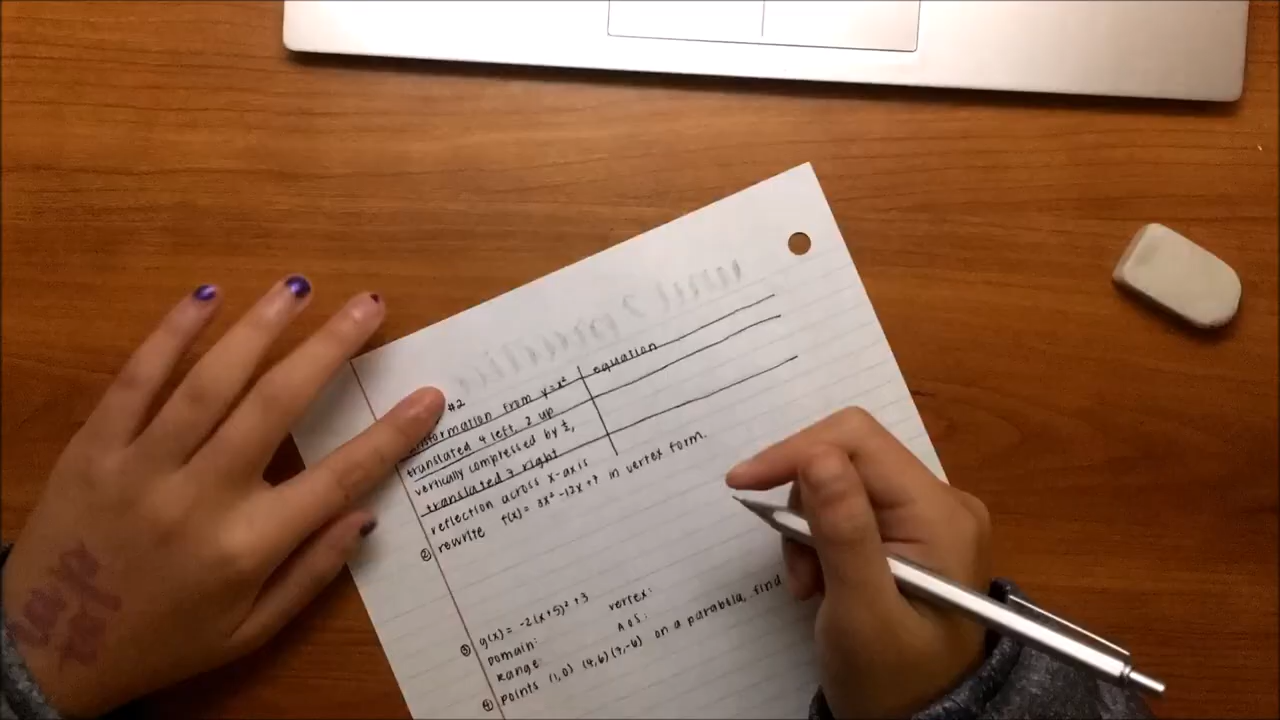 #2
transformation from y=x² equation
translated 4 left, 2 up
vertically compressed by ½,
translated 3 right
reflection across x-axis
② rewrite f(x)= 3x² -12x+7 in vertex form.
③ g(x)= -2(x+5)²+3 vertex:
domain: AOS:
range:
④ points (1,0) (4,6) (7,-6) on a parabola, find